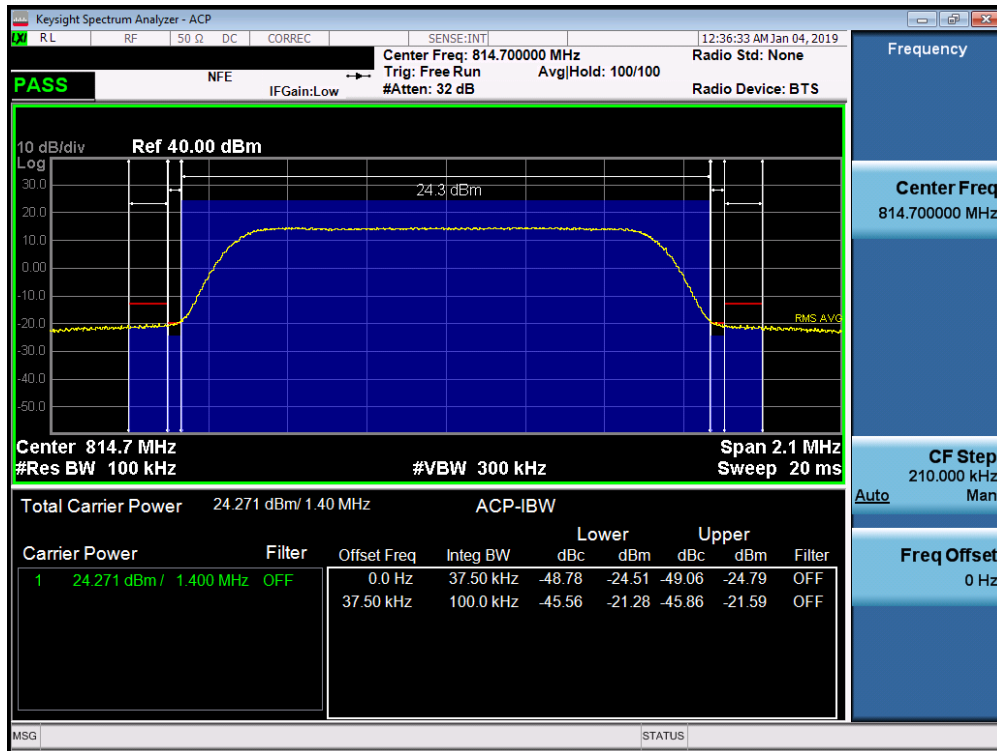 Keysight Spectrum Analyzer - ACP
LXI RL RF 50 Ω DC CORREC SENSE:INT 12:36:33 AM Jan 04, 2019
Center Freq: 814.700000 MHz Radio Std: None
PASS NFE Trig: Free Run Avg|Hold: 100/100
IFGain:Low #Atten: 32 dB Radio Device: BTS
10 dB/div Ref 40.00 dBm
Log
30.0
24.3 dBm
20.0
10.0
0.00
-10.0
-20.0
RMS AVG
-30.0
-40.0
-50.0
Center 814.7 MHz Span 2.1 MHz
#Res BW 100 kHz #VBW 300 kHz Sweep 20 ms
Total Carrier Power 24.271 dBm/ 1.40 MHz ACP-IBW
Lower Upper
Carrier Power Filter Offset Freq Integ BW dBc dBm dBc dBm Filter
1 24.271 dBm / 1.400 MHz OFF 0.0 Hz 37.50 kHz -48.78 -24.51 -49.06 -24.79 OFF
37.50 kHz 100.0 kHz -45.56 -21.28 -45.86 -21.59 OFF
MSG STATUS
Frequency
Center Freq
814.700000 MHz
CF Step
210.000 kHz
Auto Man
Freq Offset
0 Hz